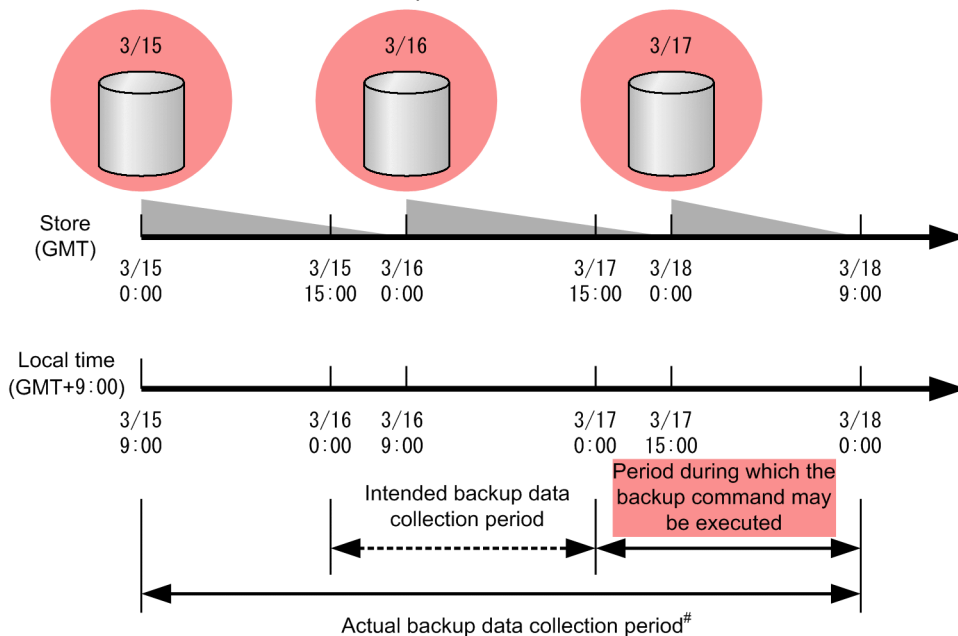 3/15 3/16 3/17
Store
(GMT)
3/15 3/15 3/16 3/17 3/18 3/18
0:00 15:00 0:00 15:00 0:00 9:00
Local time
(GMT+9:00)
3/15 3/16 3/16 3/17 3/17 3/18
9:00 0:00 9:00 0:00 15:00 0:00
Intended backup data
collection period
Period during which the
backup command may
be executed
Actual backup data collection period#